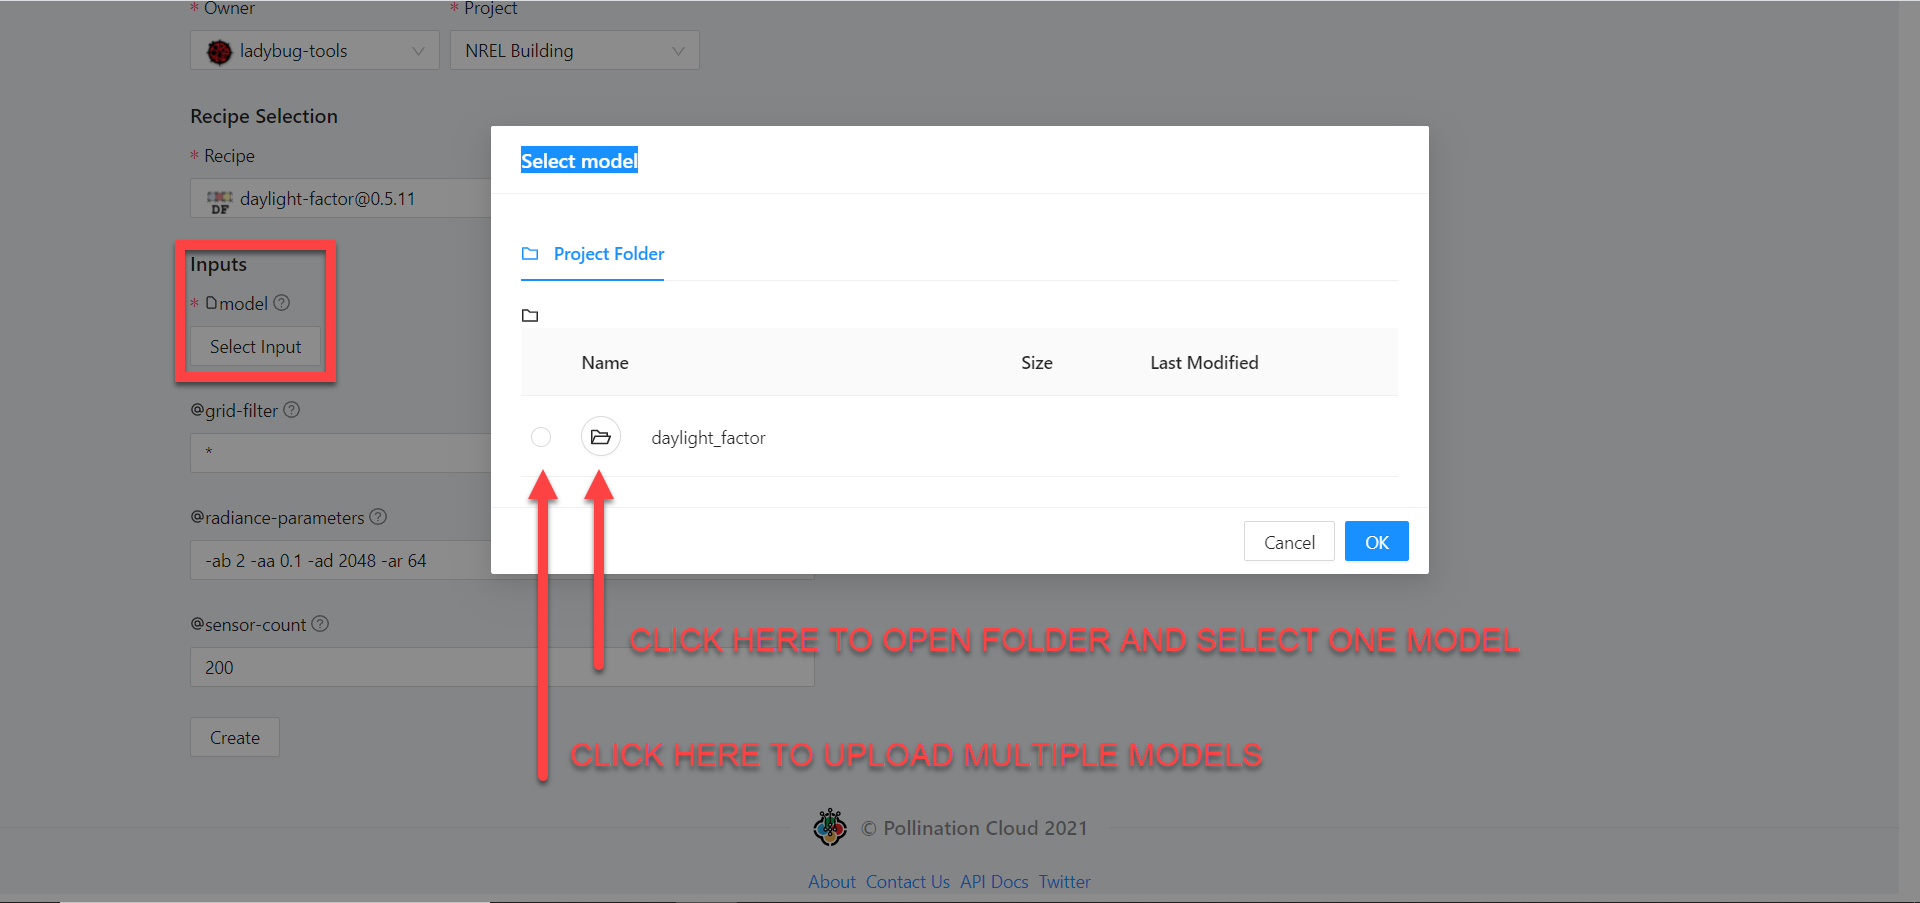 * Owner
* Project
ladybug-tools
NREL Building
Recipe Selection
* Recipe
DF
daylight-factor@0.5.11
Inputs
* model ?
Select Input
@grid-filter ?
*
@radiance-parameters ?
-ab 2 -aa 0.1 -ad 2048 -ar 64
@sensor-count ?
200
Create
Select model
Project Folder
Name Size Last Modified
daylight_factor
Cancel OK
CLICK HERE TO OPEN FOLDER AND SELECT ONE MODEL
CLICK HERE TO UPLOAD MULTIPLE MODELS
© Pollination Cloud 2021
About Contact Us API Docs Twitter